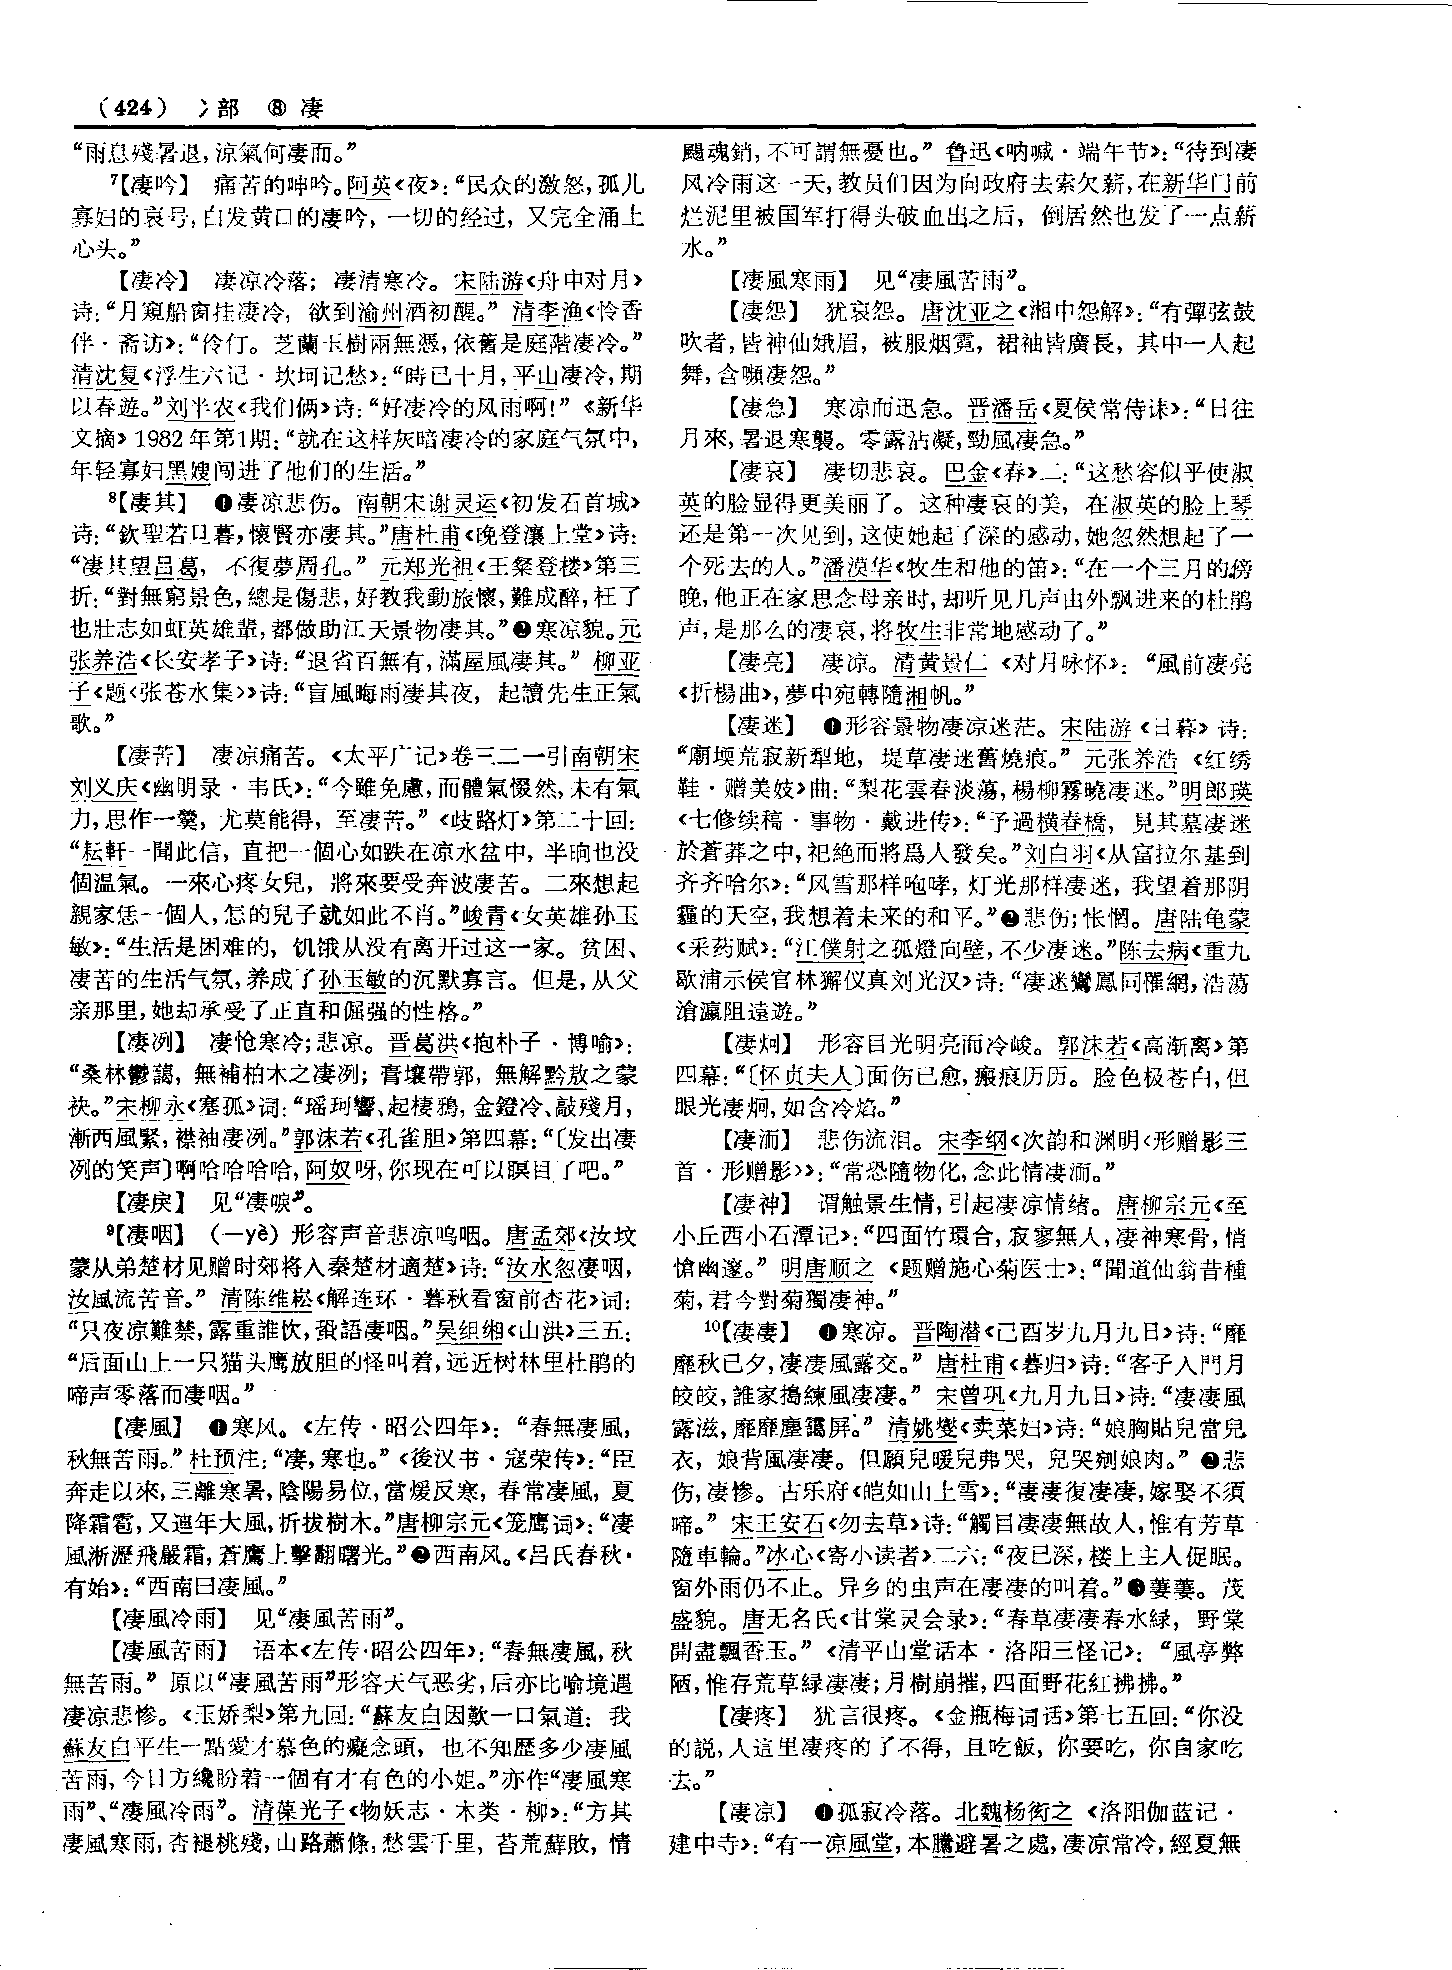 （424） 冫部 ⑧ 凄
“雨息殘暑退，涼氣何凄而。”
⁷【凄吟】 痛苦的呻吟。阿英《夜》：“民众的激怒，孤儿
寡妇的哀号，白发黄口的凄吟，一切的经过，又完全涌上
心头。”
【凄冷】 凄凉冷落；凄清寒冷。宋陆游《舟中对月》
诗：“月窥船窗挂凄冷，欲到渝州酒初醒。” 清李渔《怜香
伴·斋访》：“伶仃。芝蘭玉樹兩無憑，依舊是庭階凄冷。”
清沈复《浮生六记·坎坷记愁》：“時已十月，平山凄冷，期
以春遊。”刘半农《我们俩》诗：“好凄冷的风雨啊！” 《新华
文摘》1982年第1期：“就在这样灰暗凄冷的家庭气氛中，
年轻寡妇黑嫂闯进了他们的生活。”
⁸【凄其】 ❶凄凉悲伤。南朝宋谢灵运《初发石首城》
诗：“欽聖若旦暮，懷賢亦凄其。”唐杜甫《晚登瀼上堂》诗：
“凄其望吕葛，不復夢周孔。” 元郑光祖《王粲登楼》第三
折：“對無窮景色，總是傷悲，好教我動旅懷，難成醉，枉了
也壯志如虹英雄輩，都做助江天景物凄其。”❷寒凉貌。元
张养浩《长安孝子》诗：“退省百無有，滿屋風凄其。” 柳亚
子《题〈张苍水集〉》诗：“盲風晦雨凄其夜，起讀先生正氣
歌。”
【凄苦】 凄凉痛苦。《太平广记》卷三二一引南朝宋
刘义庆《幽明录·韦氏》：“今雖免慮，而體氣惙然，未有氣
力，思作一羹，尤莫能得，至凄苦。”《歧路灯》第二十回：
“耘軒一聞此信，直把一個心如跌在凉水盆中，半晌也没
個温氣。一來心疼女兒，將來要受奔波凄苦。二來想起
親家恁一個人，怎的兒子就如此不肖。”峻青《女英雄孙玉
敏》：“生活是困难的，饥饿从没有离开过这一家。贫困、
凄苦的生活气氛，养成了孙玉敏的沉默寡言。但是，从父
亲那里，她却承受了正直和倔强的性格。”
【凄冽】 凄怆寒冷；悲凉。晋葛洪《抱朴子·博喻》：
“桑林鬱藹，無補柏木之凄冽；膏壤帶郭，無解黔敖之蒙
袂。”宋柳永《塞孤》词：“瑶珂響、起棲鴉，金鐙冷、敲殘月，
漸西風緊，襟袖凄冽。”郭沫若《孔雀胆》第四幕：“〔发出凄
冽的笑声〕啊哈哈哈哈，阿奴呀，你现在可以瞑目了吧。”
【凄戾】 见“凄唳”。
⁹【凄咽】 （—yè）形容声音悲凉呜咽。唐孟郊《汝坟
蒙从弟楚材见赠时郊将入秦楚材適楚》诗：“汝水忽凄咽，
汝風流苦音。” 清陈维崧《解连环·暮秋看窗前杏花》词：
“只夜凉難禁，露重誰饮，蛩語凄咽。”吴组缃《山洪》三五：
“后面山上一只猫头鹰放胆的怪叫着，远近树林里杜鹃的
啼声零落而凄咽。”
【凄風】 ❶寒风。《左传·昭公四年》：“春無凄風，
秋無苦雨。”杜预注：“凄，寒也。”《後汉书·寇荣传》：“臣
奔走以來，三離寒暑，陰陽易位，當煖反寒，春常凄風，夏
降霜雹，又連年大風，折拔樹木。”唐柳宗元《笼鹰词》：“凄
風淅瀝飛嚴霜，蒼鷹上擊翻曙光。”❷西南风。《吕氏春秋·
有始》：“西南曰凄風。”
【凄風冷雨】 见“凄風苦雨”。
【凄風苦雨】 语本《左传·昭公四年》：“春無凄風，秋
無苦雨。” 原以“凄風苦雨”形容天气恶劣，后亦比喻境遇
凄凉悲惨。《玉娇梨》第九回：“蘇友白因歎一口氣道：我
蘇友白平生一點愛才慕色的癡念頭，也不知歷多少凄風
苦雨，今日方纔盼着一個有才有色的小姐。”亦作“凄風寒
雨”、“凄風冷雨”。清葆光子《物妖志·木类·柳》：“方其
凄風寒雨，杏褪桃殘，山路蕭條，愁雲千里，苔荒蘚敗，情
颺魂銷，不可謂無憂也。” 鲁迅《呐喊·端午节》：“待到凄
风冷雨这一天，教员们因为向政府去索欠薪，在新华门前
烂泥里被国军打得头破血出之后，倒居然也发了一点薪
水。”
【凄風寒雨】 见“凄風苦雨”。
【凄怨】 犹哀怨。唐沈亚之《湘中怨解》：“有彈弦鼓
吹者，皆神仙娥眉，被服烟霓，裙袖皆廣長，其中一人起
舞，含嚬凄怨。”
【凄急】 寒凉而迅急。晋潘岳《夏侯常侍诔》：“日往
月來，暑退寒襲。零露沾凝，勁風凄急。”
【凄哀】 凄切悲哀。巴金《春》二：“这愁容似乎使淑
英的脸显得更美丽了。这种凄哀的美，在淑英的脸上琴
还是第一次见到，这使她起了深的感动，她忽然想起了一
个死去的人。”潘漠华《牧生和他的笛》：“在一个三月的傍
晚，他正在家思念母亲时，却听见几声由外飘进来的杜鹃
声，是那么的凄哀，将牧生非常地感动了。”
【凄亮】 凄凉。清黄景仁《对月咏怀》：“風前凄亮
《折楊曲》，夢中宛轉隨湘帆。”
【凄迷】 ❶形容景物凄凉迷茫。宋陆游《日暮》诗：
“廟堧荒寂新犁地，堤草凄迷舊燒痕。” 元张养浩《红绣
鞋·赠美妓》曲：“梨花雲春淡蕩，楊柳霧曉凄迷。”明郎瑛
《七修续稿·事物·戴进传》：“予過横春橋，見其墓凄迷
於蒼莽之中，祀絶而將爲人發矣。”刘白羽《从富拉尔基到
齐齐哈尔》：“风雪那样咆哮，灯光那样凄迷，我望着那阴
霾的天空，我想着未来的和平。”❷悲伤；怅惘。唐陆龟蒙
《采药赋》：“江僕射之孤燈向壁，不少凄迷。”陈去病《重九
歇浦示侯官林獬仪真刘光汉》诗：“凄迷鸞鳳同罹網，浩蕩
滄瀛阻遠遊。”
【凄炯】 形容目光明亮而冷峻。郭沫若《高渐离》第
四幕：“〔怀贞夫人〕面伤已愈，瘢痕历历。脸色极苍白，但
眼光凄炯，如含冷焰。”
【凄洏】 悲伤流泪。宋李纲《次韵和渊明〈形赠影三
首·形赠影〉》：“常恐隨物化，念此情凄洏。”
【凄神】 谓触景生情，引起凄凉情绪。唐柳宗元《至
小丘西小石潭记》：“四面竹環合，寂寥無人，凄神寒骨，悄
愴幽邃。” 明唐顺之《题赠施心菊医士》：“聞道仙翁昔種
菊，君今對菊獨凄神。”
¹⁰【凄凄】 ❶寒凉。晋陶潜《己酉岁九月九日》诗：“靡
靡秋已夕，凄凄風露交。” 唐杜甫《暮归》诗：“客子入門月
皎皎，誰家搗練風凄凄。” 宋曾巩《九月九日》诗：“凄凄風
露滋，靡靡塵靄屏。” 清姚燮《卖菜妇》诗：“娘胸貼兒當兒
衣，娘背風凄凄。但願兒暖兒弗哭，兒哭剜娘肉。”❷悲
伤，凄惨。古乐府《皑如山上雪》：“凄凄復凄凄，嫁娶不須
啼。” 宋王安石《勿去草》诗：“觸目凄凄無故人，惟有芳草
隨車輪。”冰心《寄小读者》二六：“夜已深，楼上主人促眠。
窗外雨仍不止。异乡的虫声在凄凄的叫着。”❸萋萋。茂
盛貌。唐无名氏《甘棠灵会录》：“春草凄凄春水緑，野棠
開盡飄香玉。”《清平山堂话本·洛阳三怪记》：“風亭弊
陋，惟存荒草緑凄凄；月樹崩摧，四面野花紅拂拂。”
【凄疼】 犹言很疼。《金瓶梅词话》第七五回：“你没
的説，人這里凄疼的了不得，且吃飯，你要吃，你自家吃
去。”
【凄凉】 ❶孤寂冷落。北魏杨衒之《洛阳伽蓝记·
建中寺》：“有一凉風堂，本騰避暑之處，凄凉常冷，經夏無